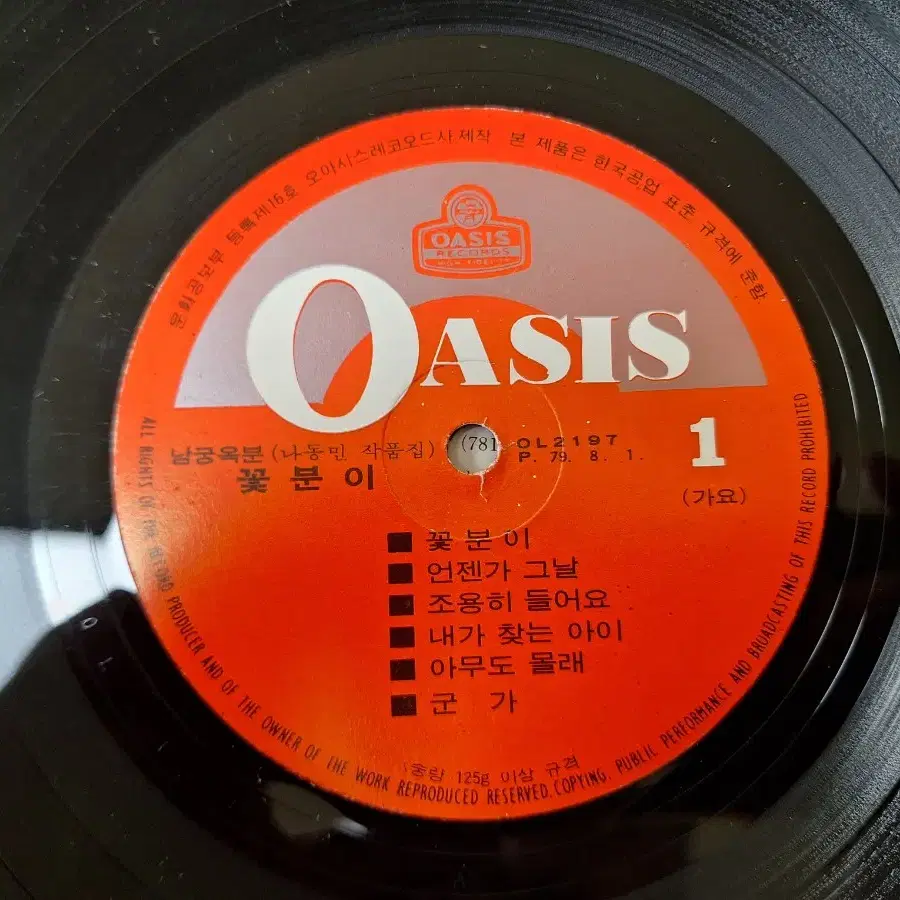 문화공보부 등록제16호 오아시스레코오드사제작 본 제품은 한국공업 표준 규격에 준함
OASIS
RECORDS
HIGH FIDELITY
OASIS
남궁옥분 (나동민 작품집) (781 OL2197
P. 79. 8. 1.
1
꽃분이
(가요)
■ 꽃분이
■ 언젠가 그날
■ 조용히 들어요
■ 내가 찾는 아이
■ 아무도 몰래
■ 군 가
중량 125g 이상 규격
ALL RIGHTS OF THE PRODUCER AND OF THE OWNER OF THE WORK REPRODUCED RESERVED. COPYING, PUBLIC PERFORMANCE AND BROADCASTING OF THIS RECORD PROHIBITED